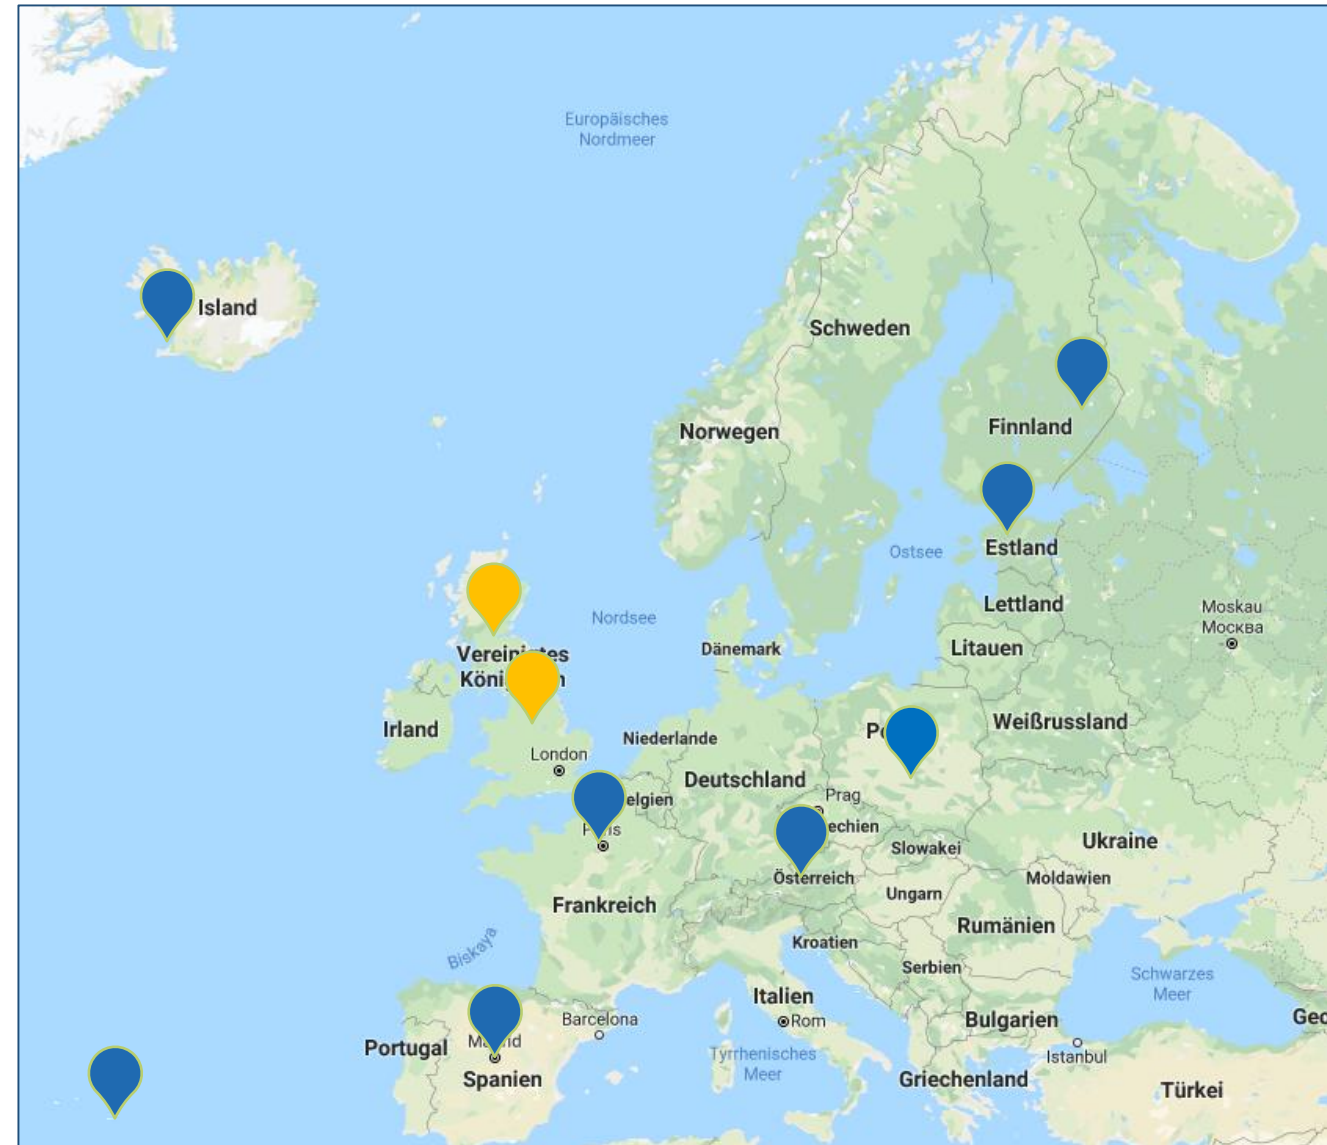 Europäisches
Nordmeer
Island
Schweden
Finnland
Norwegen
Estland
Ostsee
Lettland
Nordsee
Moskau
Москва
Dänemark
Litauen
Irland
Niederlande
Weißrussland
London
Deutschland
Prag
Ukraine
Slowakei
Österreich
Moldawien
Ungarn
Frankreich
Rumänien
Kroatien
Biskaya
Serbien
Schwarzes
Meer
Italien
Rom
Barcelona
Bulgarien
Portugal
Istanbul
Tyrrhenisches
Meer
Spanien
Griechenland
Türkei